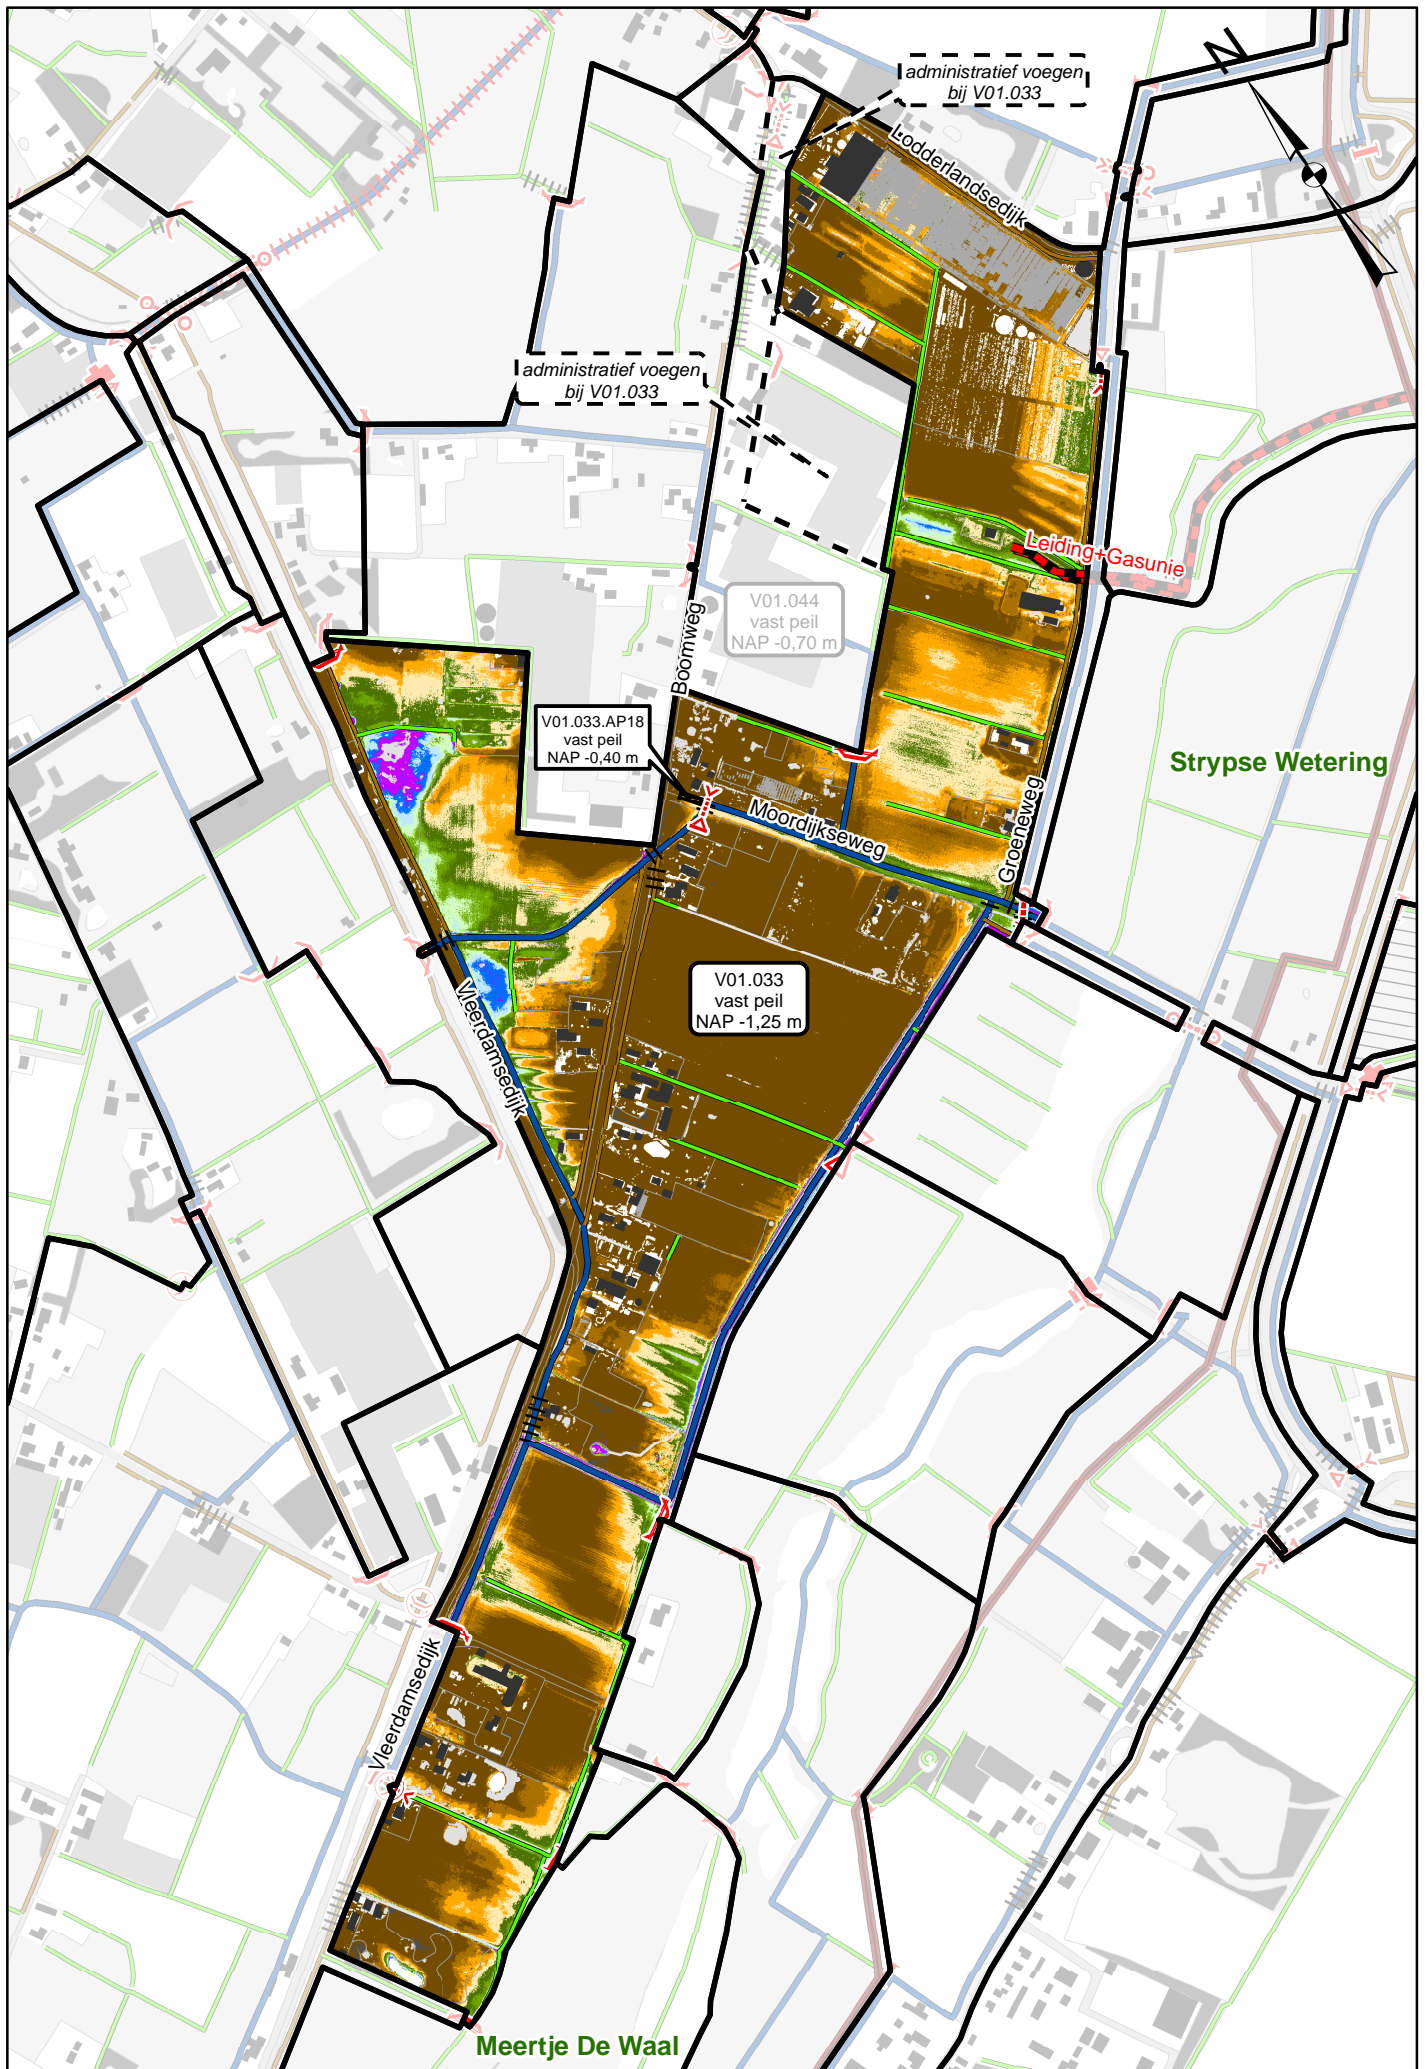 N
administratief voegen
bij V01.033
Lodderlandsedijk
administratief voegen
bij V01.033
Leiding+Gasunie
V01.044
vast peil
NAP -0,70 m
Boomweg
V01.033.AP18
vast peil
NAP -0,40 m
Strypse Wetering
Moordijkseweg
Groeneweg
V01.033
vast peil
NAP -1,25 m
Vleerdamsedijk
Vleerdamsedijk
Meertje De Waal